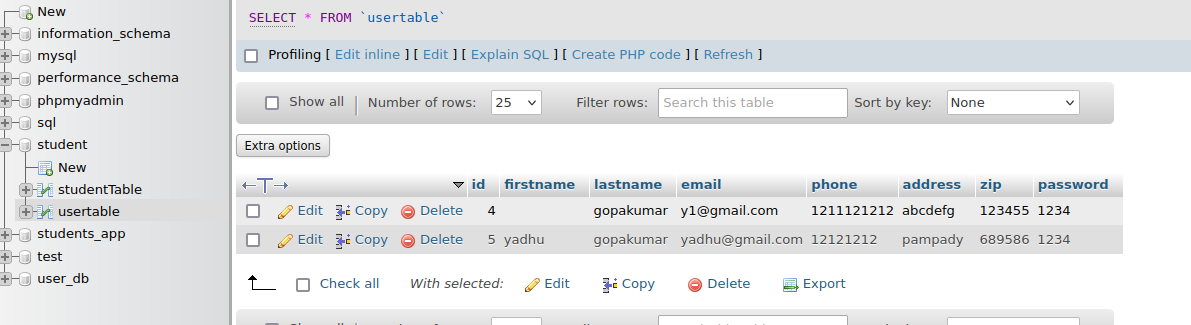 New
information_schema
mysql
performance_schema
phpmyadmin
sql
student
New
studentTable
usertable
students_app
test
user_db
SELECT * FROM `usertable`
Profiling [ Edit inline ] [ Edit ] [ Explain SQL ] [ Create PHP code ] [ Refresh ]
Show all Number of rows: 25 Filter rows: Search this table Sort by key: None
Extra options
id firstname lastname email phone address zip password
Edit Copy Delete 4 gopakumar y1@gmail.com 1211121212 abcdefg 123455 1234
Edit Copy Delete 5 yadhu gopakumar yadhu@gmail.com 12121212 pampady 689586 1234
Check all With selected: Edit Copy Delete Export